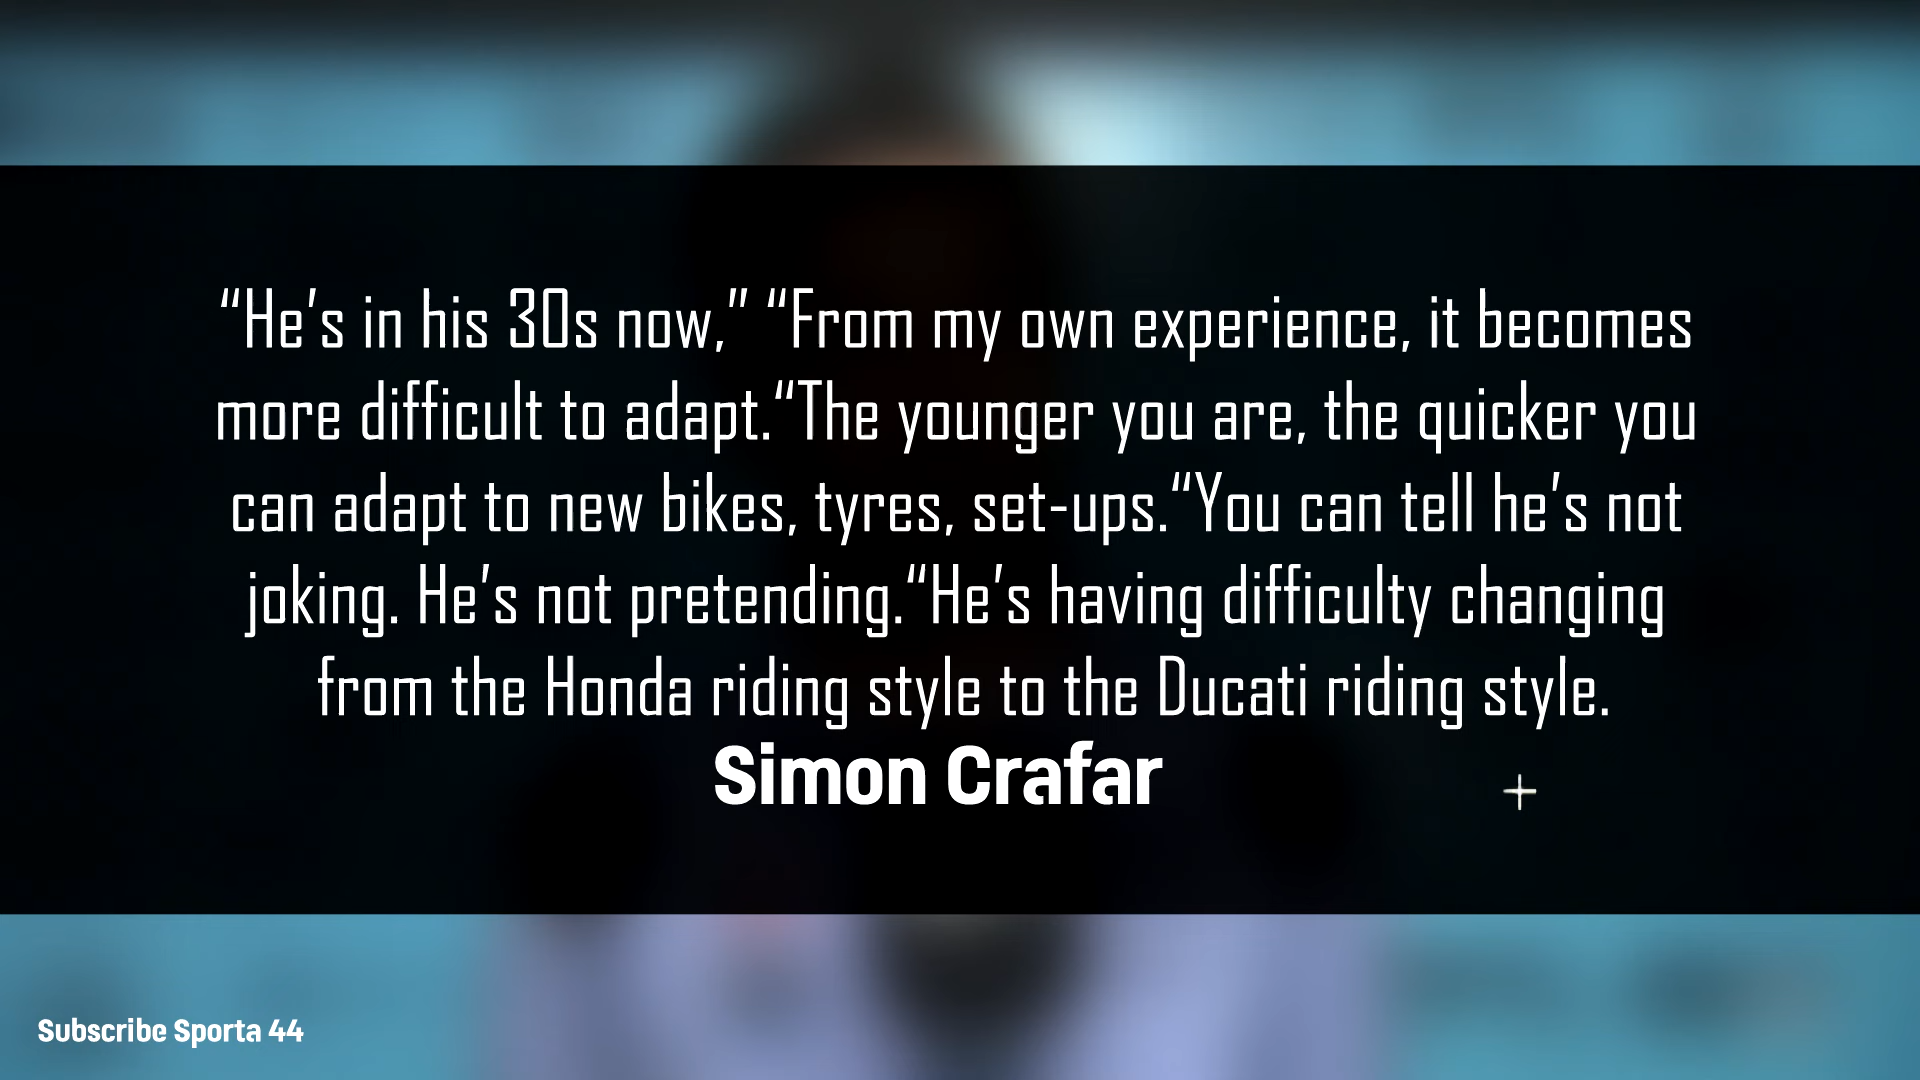 “He’s in his 30s now,” “From my own experience, it becomes
more difficult to adapt.“The younger you are, the quicker you
can adapt to new bikes, tyres, set-ups.“You can tell he’s not
joking. He’s not pretending.“He’s having difficulty changing
from the Honda riding style to the Ducati riding style.
Simon Crafar
Subscribe Sporta 44